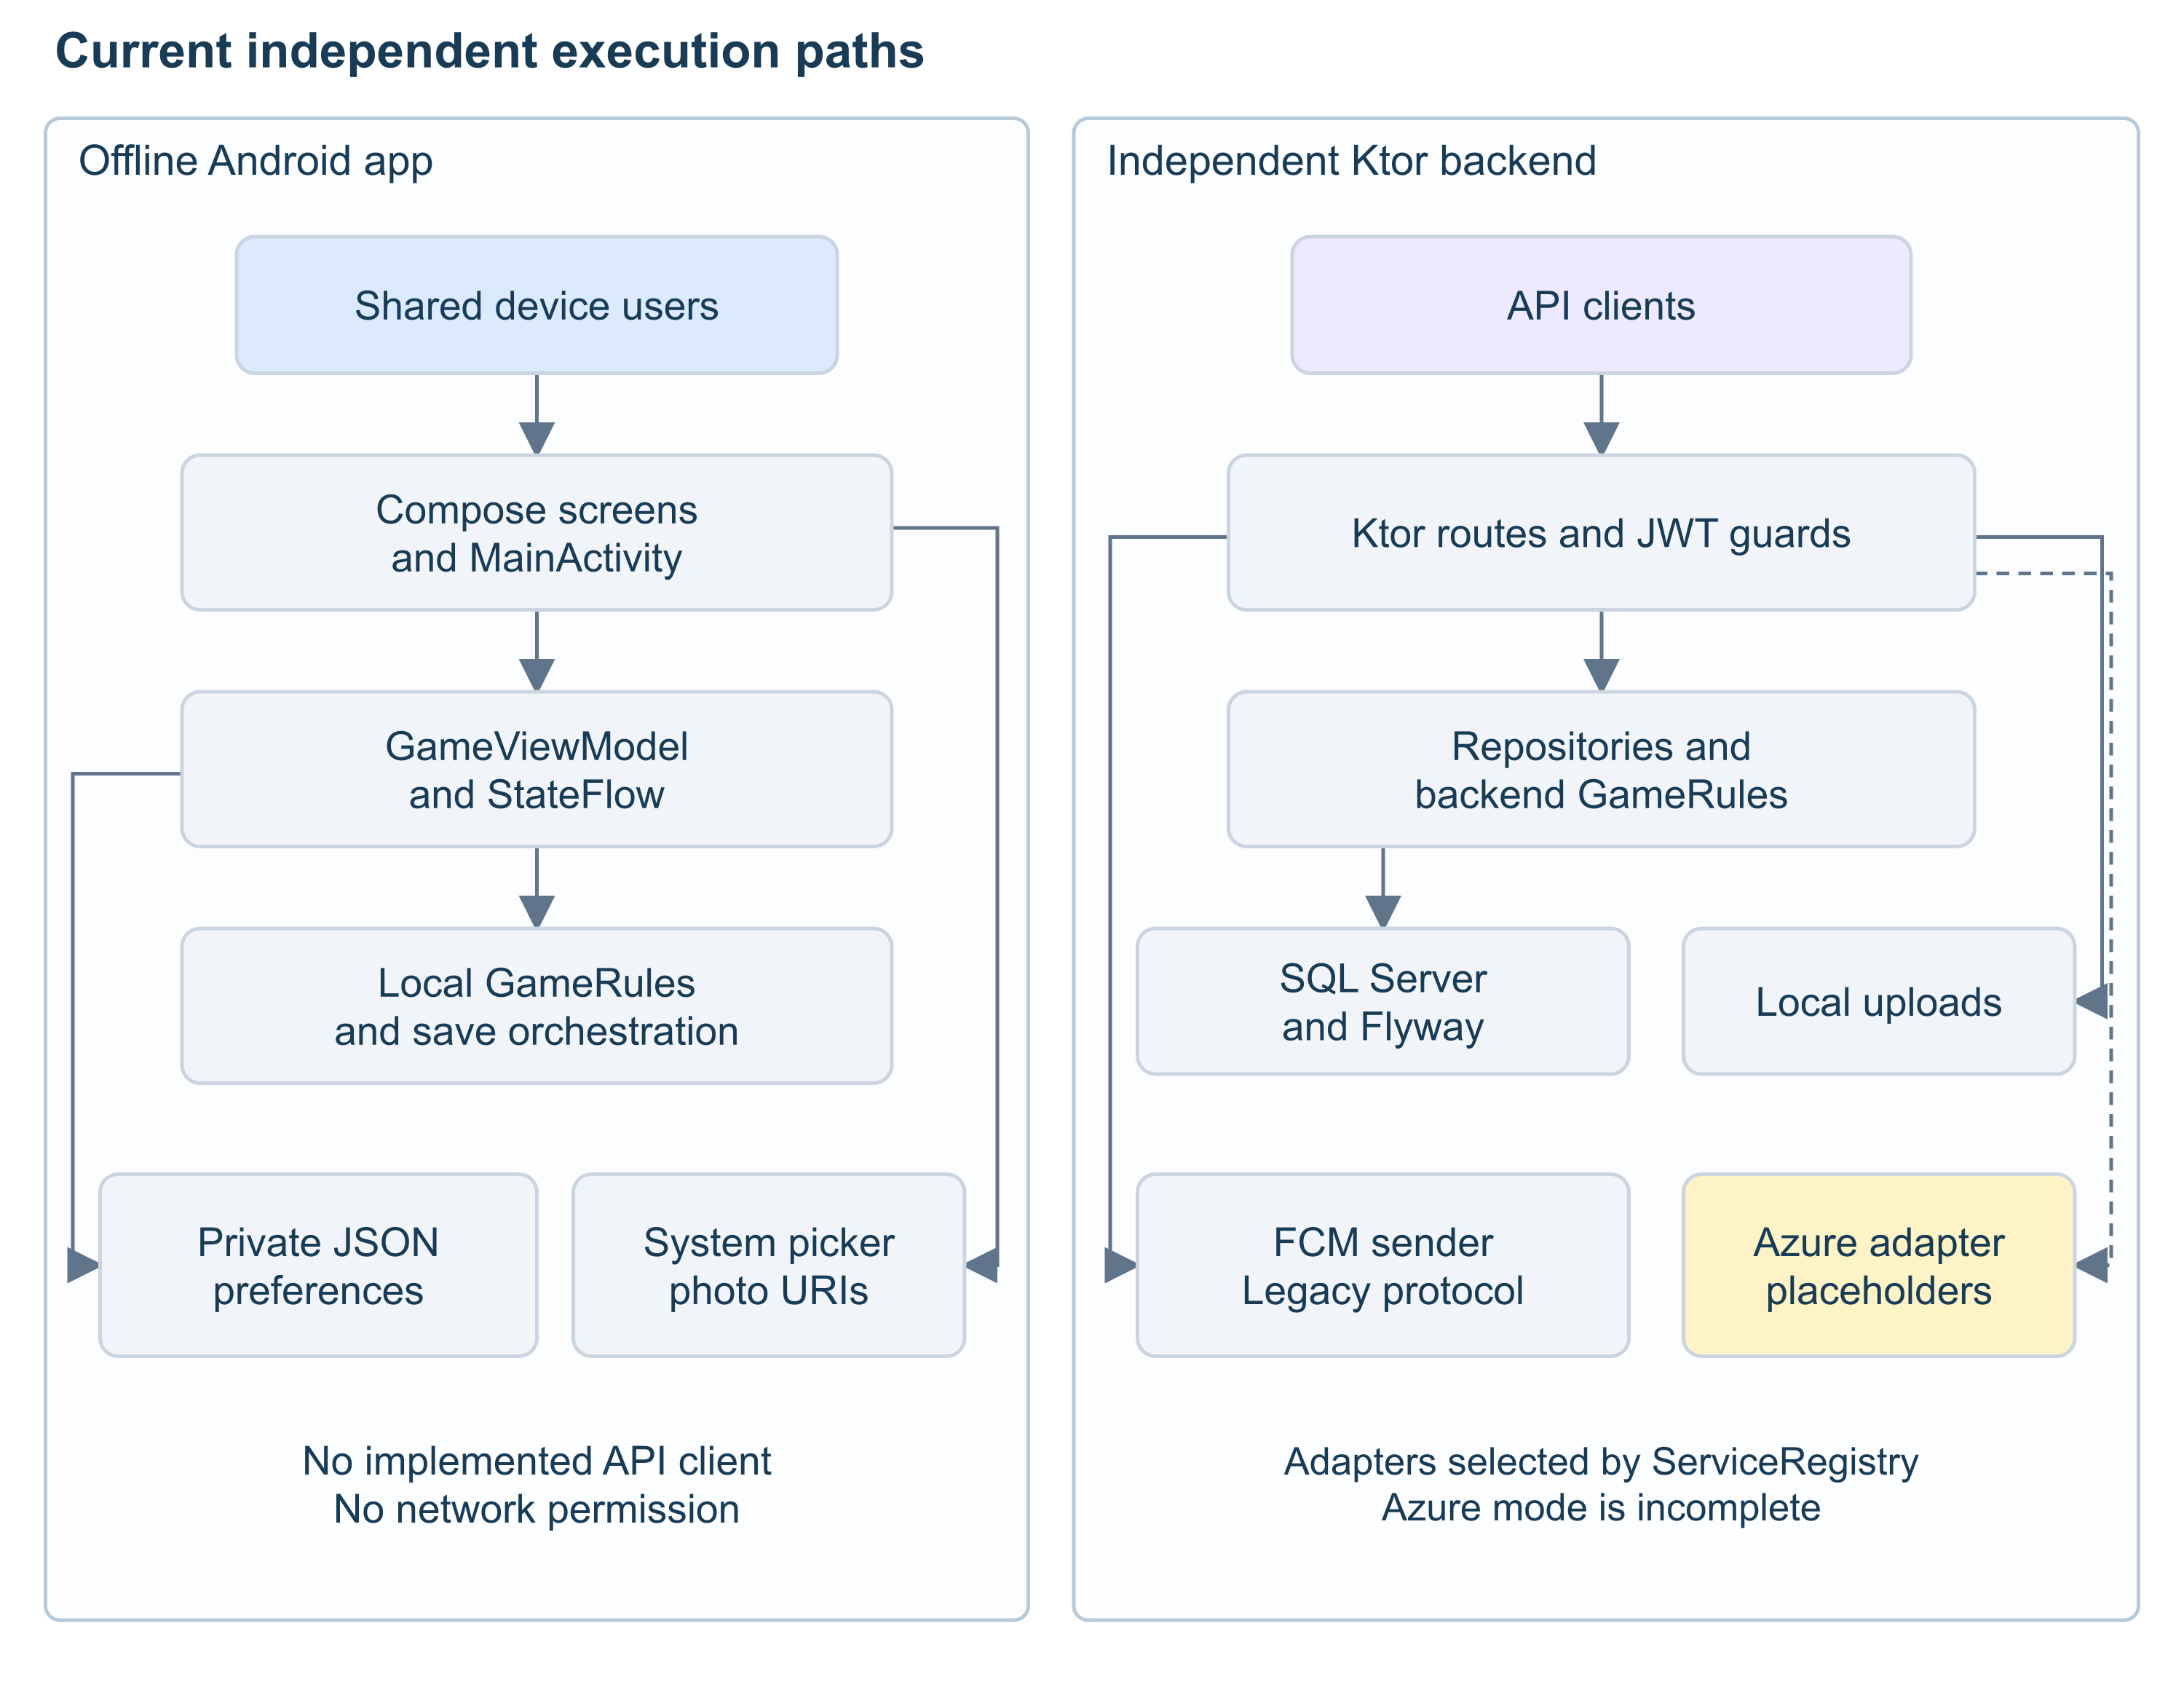 Current independent execution paths
Offline Android app
Shared device users
Compose screens
and MainActivity
GameViewModel
and StateFlow
Local GameRules
and save orchestration
Private JSON
preferences
System picker
photo URIs
No implemented API client
No network permission
Independent Ktor backend
API clients
Ktor routes and JWT guards
Repositories and
backend GameRules
SQL Server
and Flyway
Local uploads
FCM sender
Legacy protocol
Azure adapter
placeholders
Adapters selected by ServiceRegistry
Azure mode is incomplete